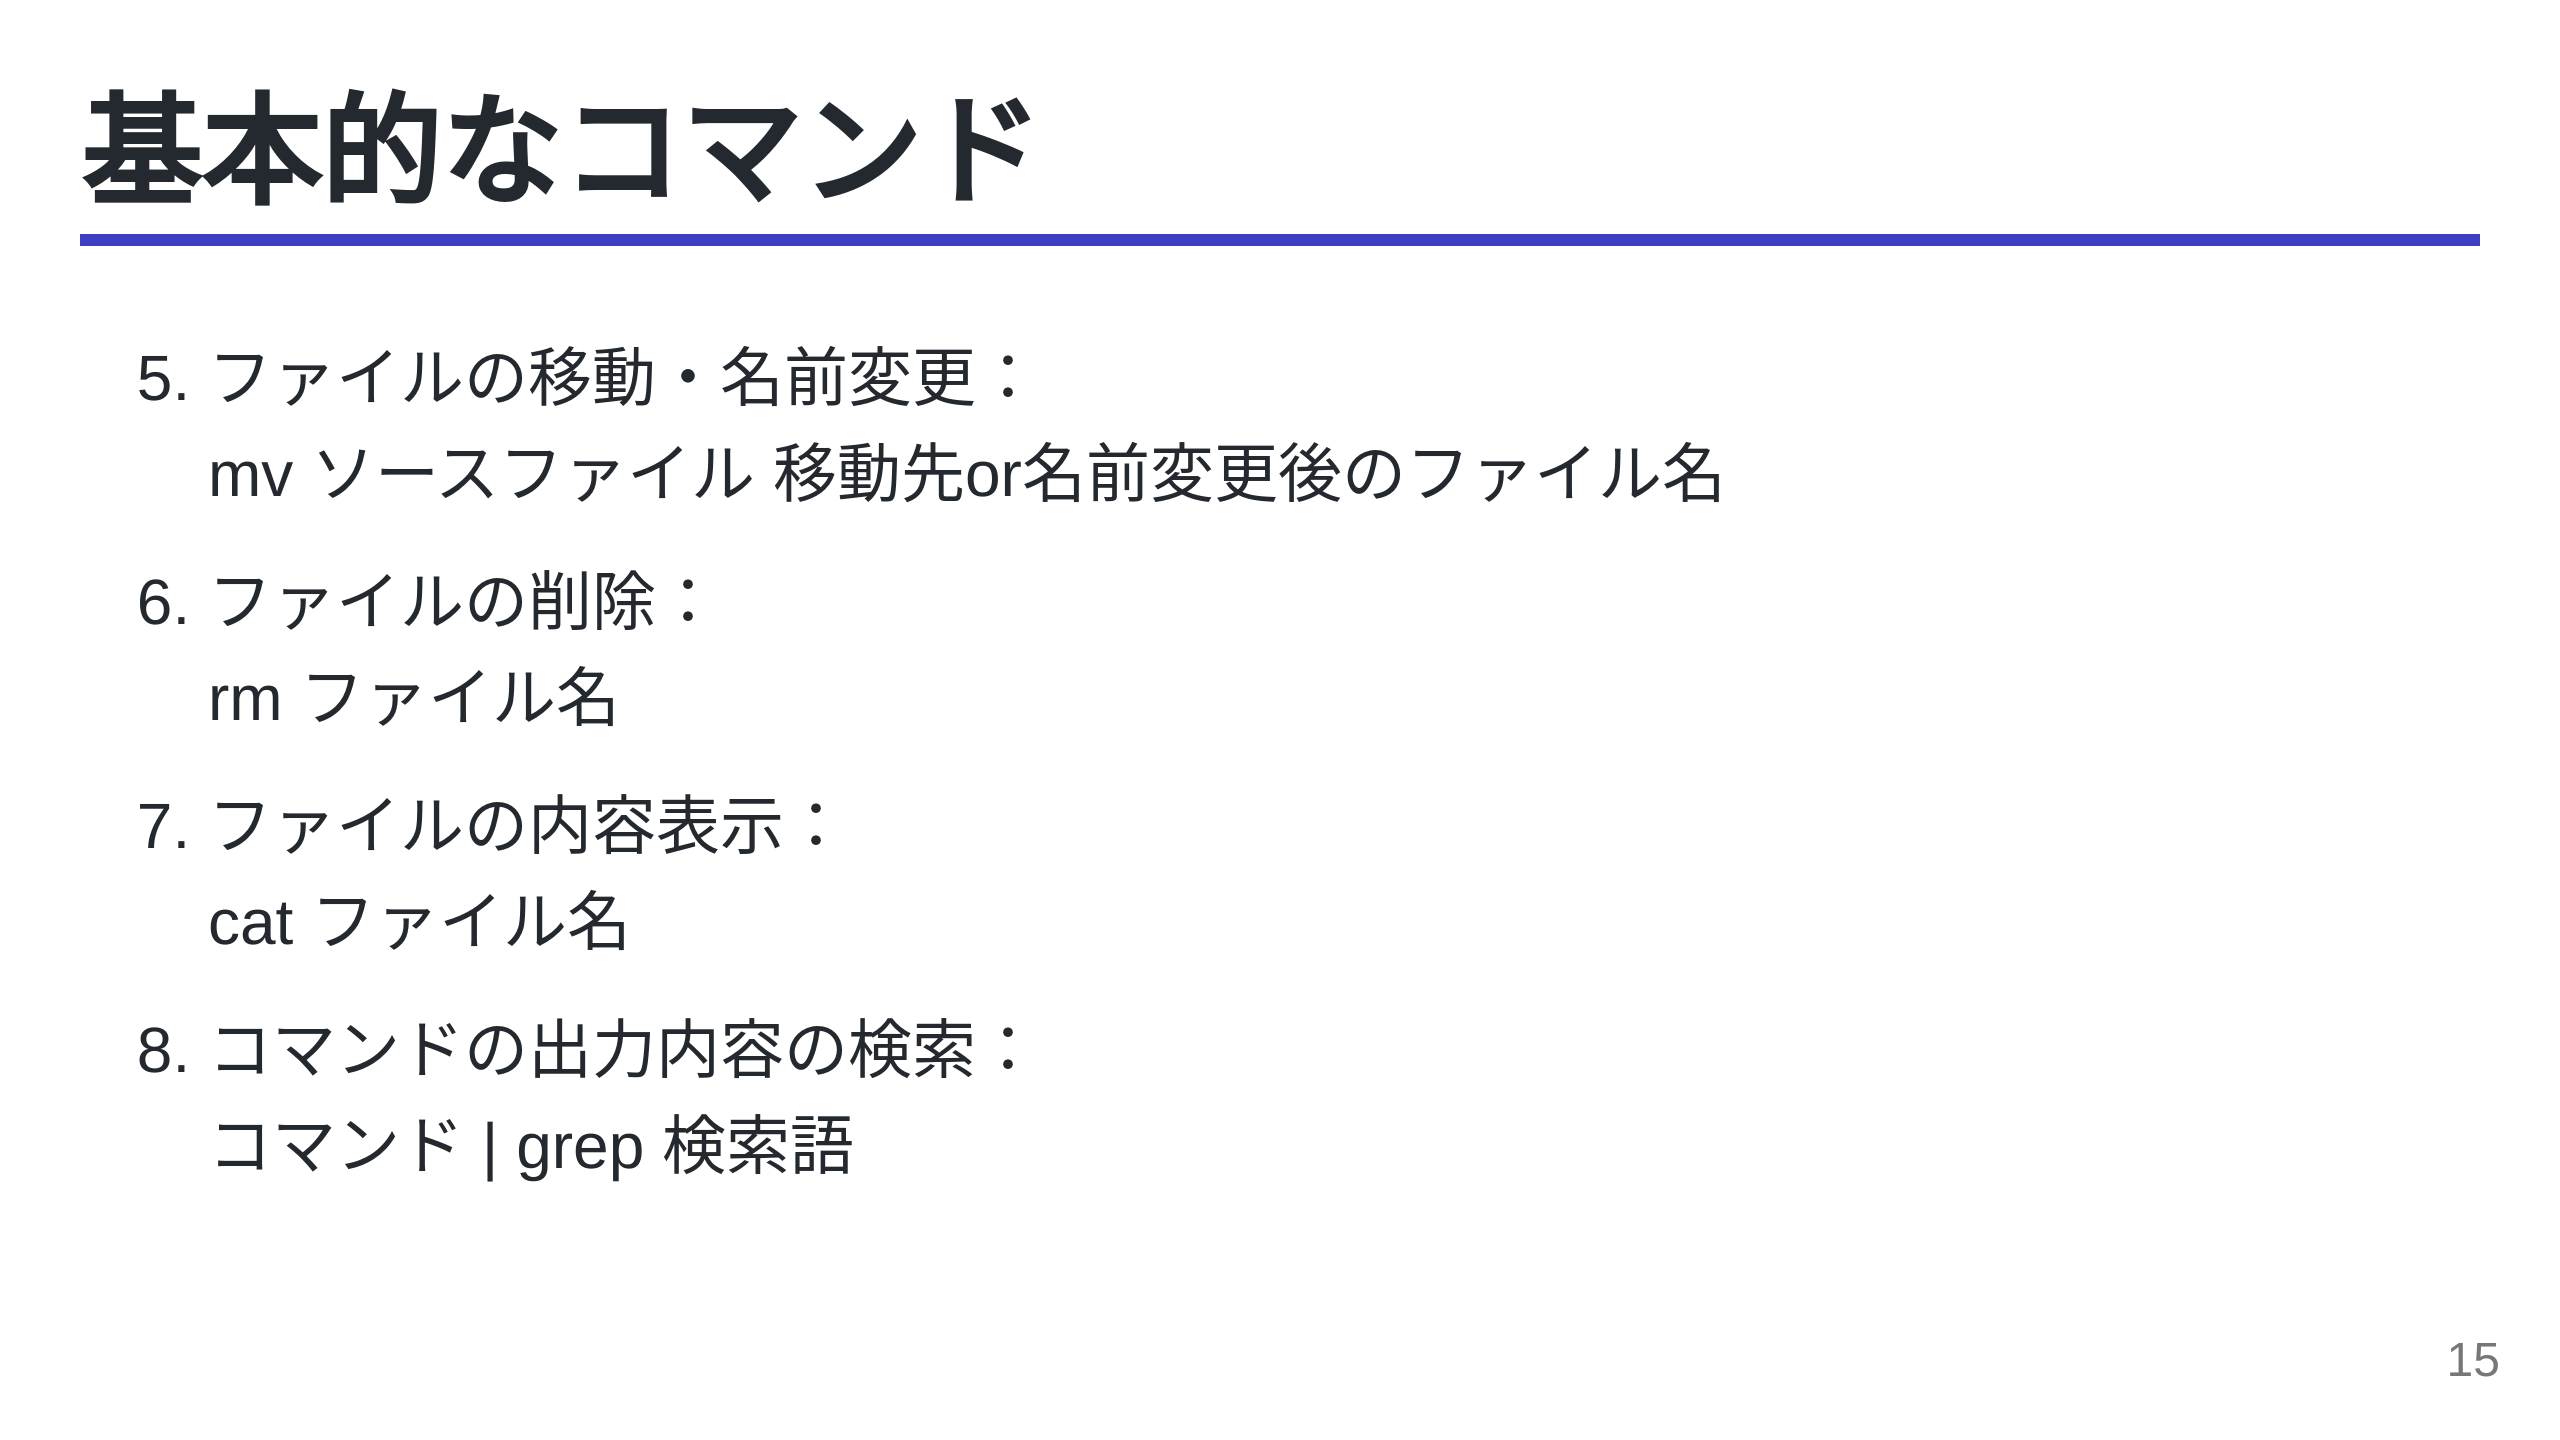 基本的なコマンド
5. ファイルの移動・名前変更：
mv ソースファイル 移動先or名前変更後のファイル名
6. ファイルの削除：
rm ファイル名
7. ファイルの内容表示：
cat ファイル名
8. コマンドの出力内容の検索：
コマンド | grep 検索語
15